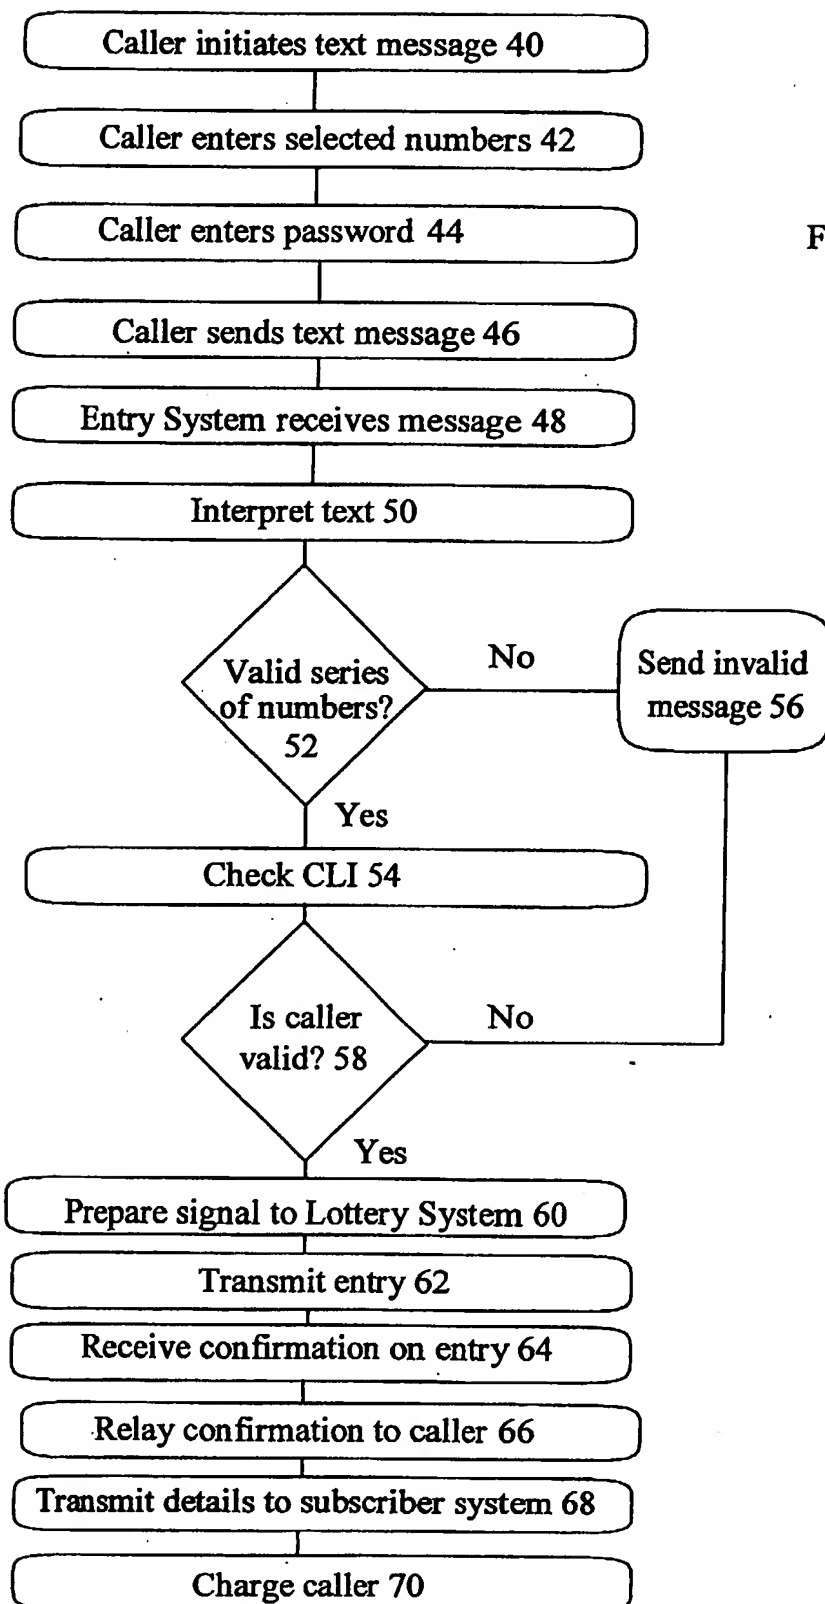 Caller initiates text message 40
Caller enters selected numbers 42
Caller enters password 44
F
Caller sends text message 46
Entry System receives message 48
Interpret text 50
Valid series
of numbers?
52
No
Send invalid
message 56
Yes
Check CLI 54
Is caller
valid? 58
No
Yes
Prepare signal to Lottery System 60
Transmit entry 62
Receive confirmation on entry 64
Relay confirmation to caller 66
Transmit details to subscriber system 68
Charge caller 70